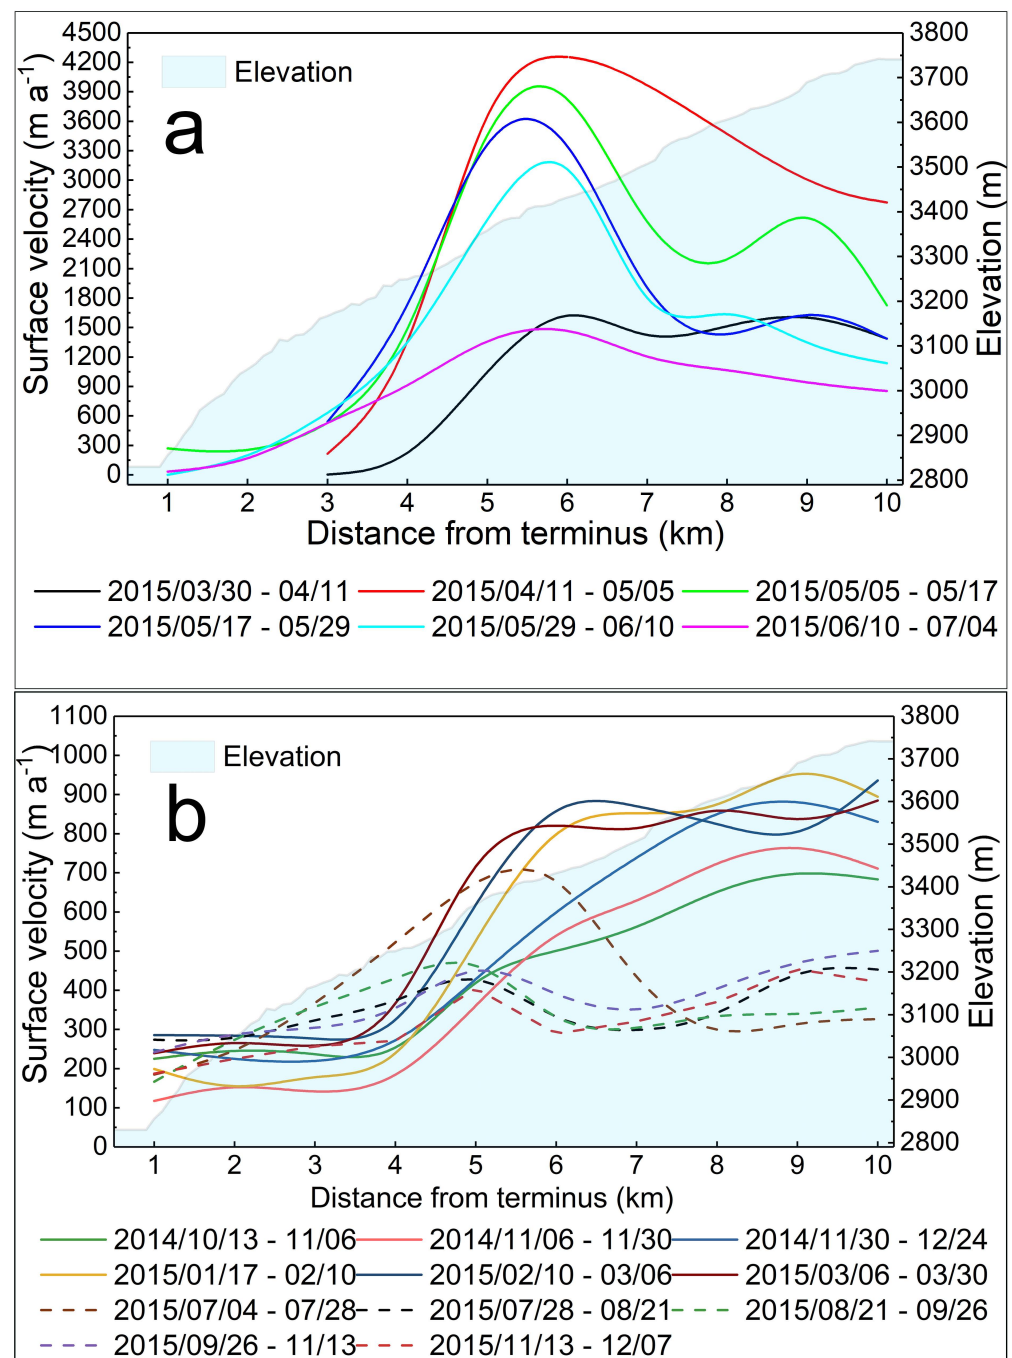 4500
4200
3900
3600
3300
3000
2700
2400
2100
1800
1500
1200
900
600
300
0
Surface velocity (m a-1)
Elevation
a
3800
3700
3600
3500
3400
3300
3200
3100
3000
2900
2800
Elevation (m)
1 2 3 4 5 6 7 8 9 10
Distance from terminus (km)
2015/03/30 - 04/11 2015/04/11 - 05/05 2015/05/05 - 05/17
2015/05/17 - 05/29 2015/05/29 - 06/10 2015/06/10 - 07/04
1100
1000
900
800
700
600
500
400
300
200
100
0
Surface velocity (m a-1)
Elevation
b
3800
3700
3600
3500
3400
3300
3200
3100
3000
2900
2800
Elevation (m)
1 2 3 4 5 6 7 8 9 10
Distance from terminus (km)
2014/10/13 - 11/06 2014/11/06 - 11/30 2014/11/30 - 12/24
2015/01/17 - 02/10 2015/02/10 - 03/06 2015/03/06 - 03/30
2015/07/04 - 07/28 2015/07/28 - 08/21 2015/08/21 - 09/26
2015/09/26 - 11/13 2015/11/13 - 12/07